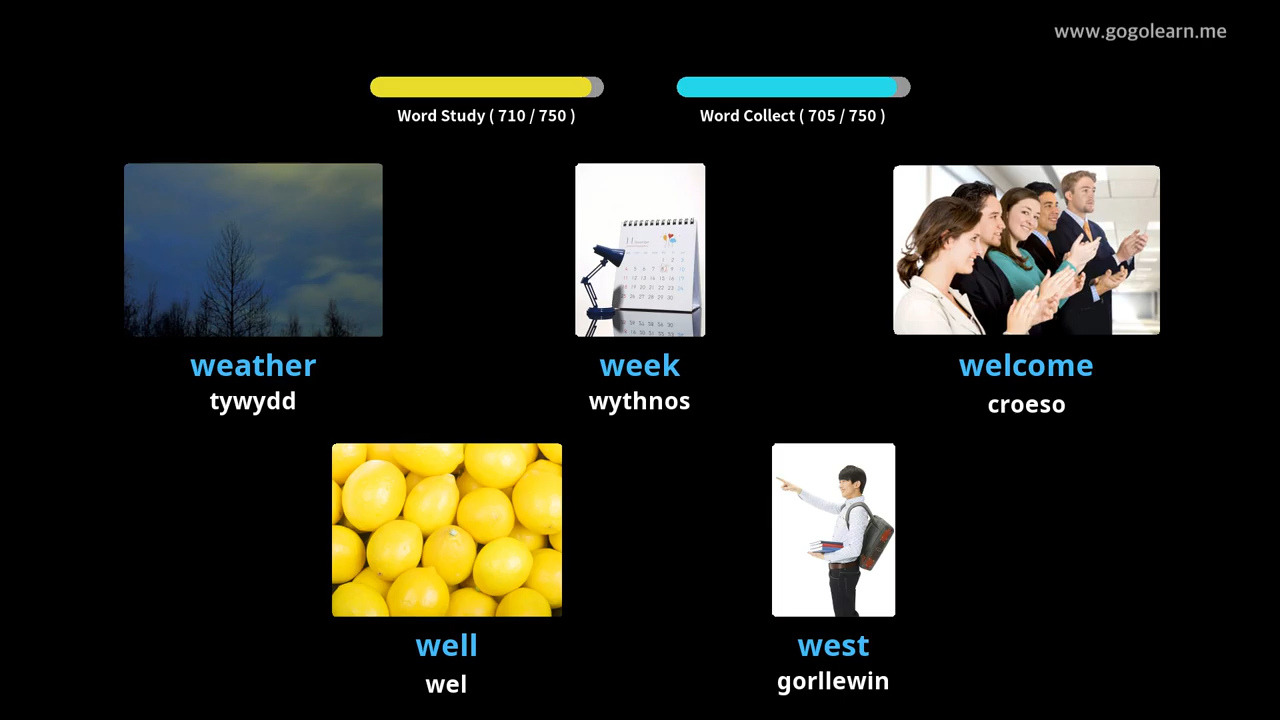 www.gogolearn.me
Word Study ( 710 / 750 )
Word Collect ( 705 / 750 )
weather
tywydd
week
wythnos
welcome
croeso
well
wel
west
gorllewin